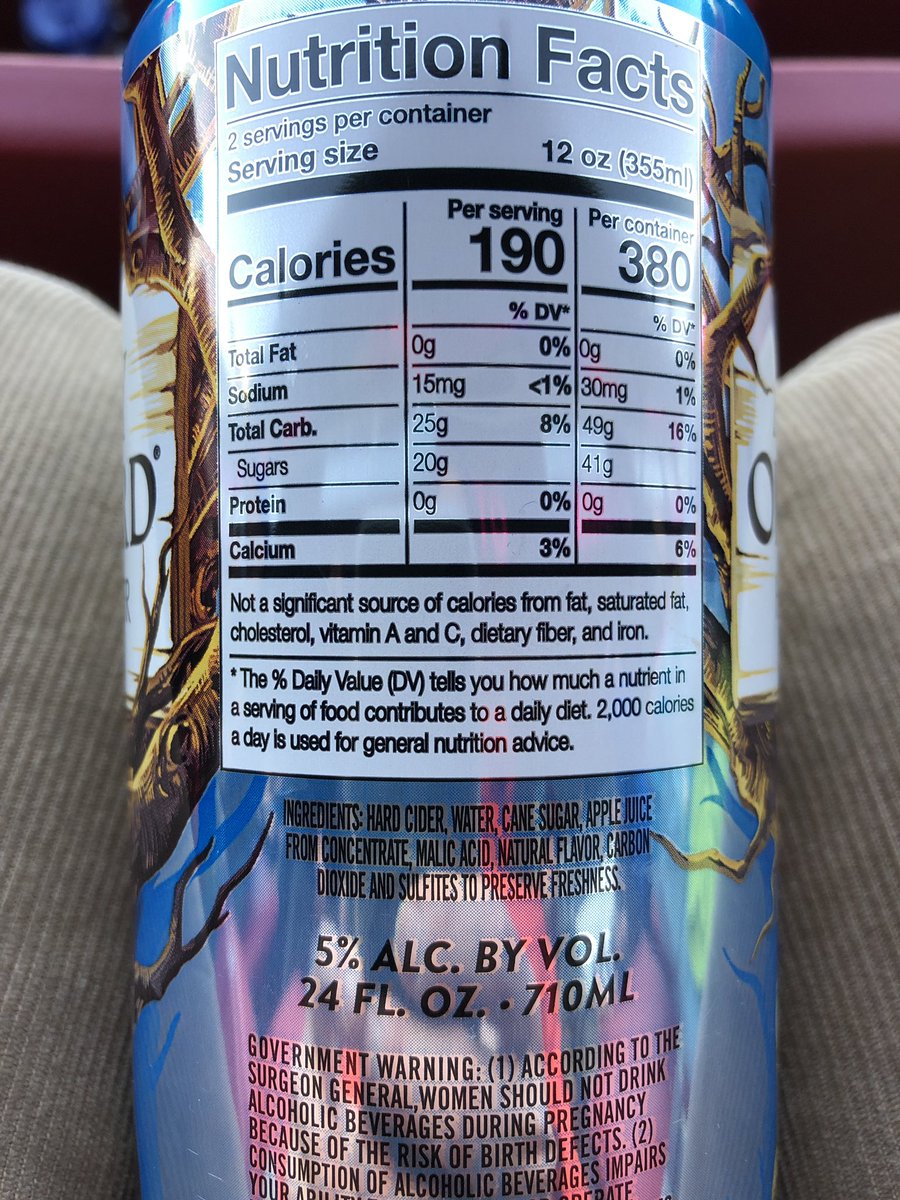 Nutrition Facts
2 servings per container
Serving size 12 oz (355ml)
Per serving Per container
Calories 190 380
% DV* % DV*
Total Fat 0g 0% 0g 0%
Sodium 15mg <1% 30mg 1%
Total Carb. 25g 8% 49g 16%
Sugars 20g 41g
Protein 0g 0% 0g 0%
Calcium 3% 6%
Not a significant source of calories from fat, saturated fat,
cholesterol, vitamin A and C, dietary fiber, and iron.
* The % Daily Value (DV) tells you how much a nutrient in
a serving of food contributes to a daily diet. 2,000 calories
a day is used for general nutrition advice.
INGREDIENTS: HARD CIDER, WATER, CANE SUGAR, APPLE JUICE
FROM CONCENTRATE, MALIC ACID, NATURAL FLAVOR, CARBON
DIOXIDE AND SULFITES TO PRESERVE FRESHNESS.
5% ALC. BY VOL.
24 FL. OZ. • 710ML
GOVERNMENT WARNING: (1) ACCORDING TO THE
SURGEON GENERAL, WOMEN SHOULD NOT DRINK
ALCOHOLIC BEVERAGES DURING PREGNANCY
BECAUSE OF THE RISK OF BIRTH DEFECTS. (2)
CONSUMPTION OF ALCOHOLIC BEVERAGES IMPAIRS
YOUR